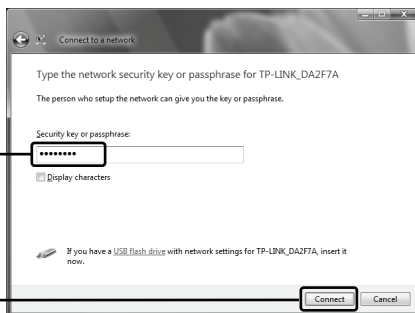 Connect to a network
Type the network security key or passphrase for TP-LINK_DA2F7A
The person who setup the network can give you the key or passphrase.
Security key or passphrase:
••••••••
Display characters
If you have a USB flash drive with network settings for TP-LINK_DA2F7A, insert it
now.
Connect Cancel